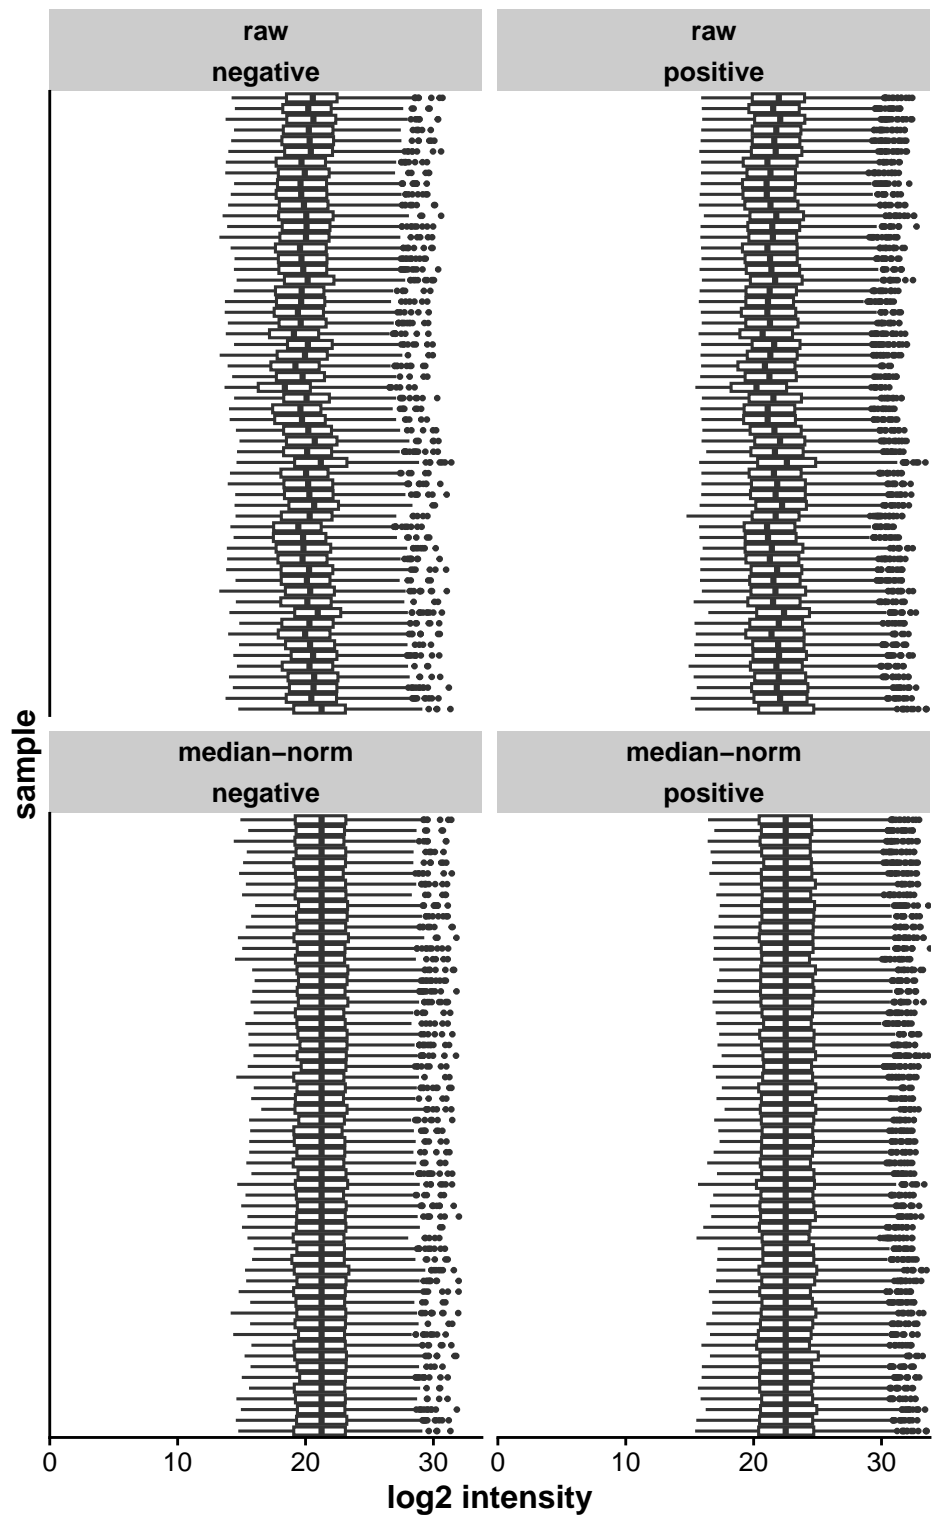 raw
negative
raw
positive
sample
median−norm
negative
median−norm
positive
0 10 20 30 0 10 20 30
log2 intensity